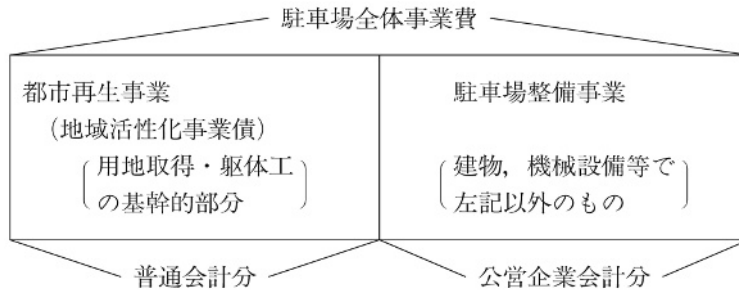 駐車場全体事業費
都市再生事業
(地域活性化事業債)
用地取得・躯体工
の基幹的部分
駐車場整備事業
建物,機械設備等で
左記以外のもの
普通会計分
公営企業会計分